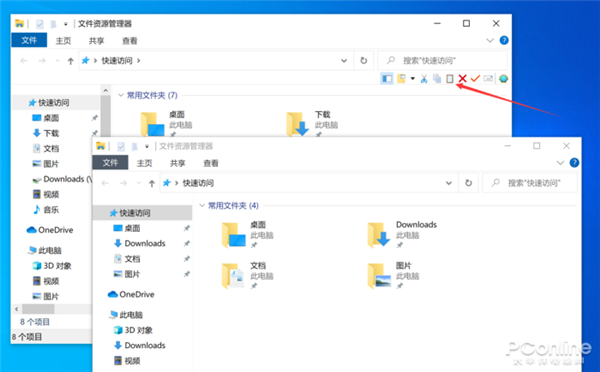 文件资源管理器
文件 主页 共享 查看
快速访问
搜索"快速访问"
快速访问
桌面
下载
文档
图片
Downloads (\
视频
音乐
OneDrive
此电脑
3D 对象
视频
图片
8 个项目
8 个项目
常用文件夹 (7)
桌面
此电脑
下载
此电脑
文件资源管理器
文件 主页 共享 查看
快速访问
搜索"快速访问"
快速访问
桌面
Downloads
文档
图片
OneDrive
此电脑
3D 对象
Downloads
视频
常用文件夹 (4)
桌面
此电脑
Downloads
此电脑
文档
此电脑
图片
此电脑
PConline
太平洋电脑网